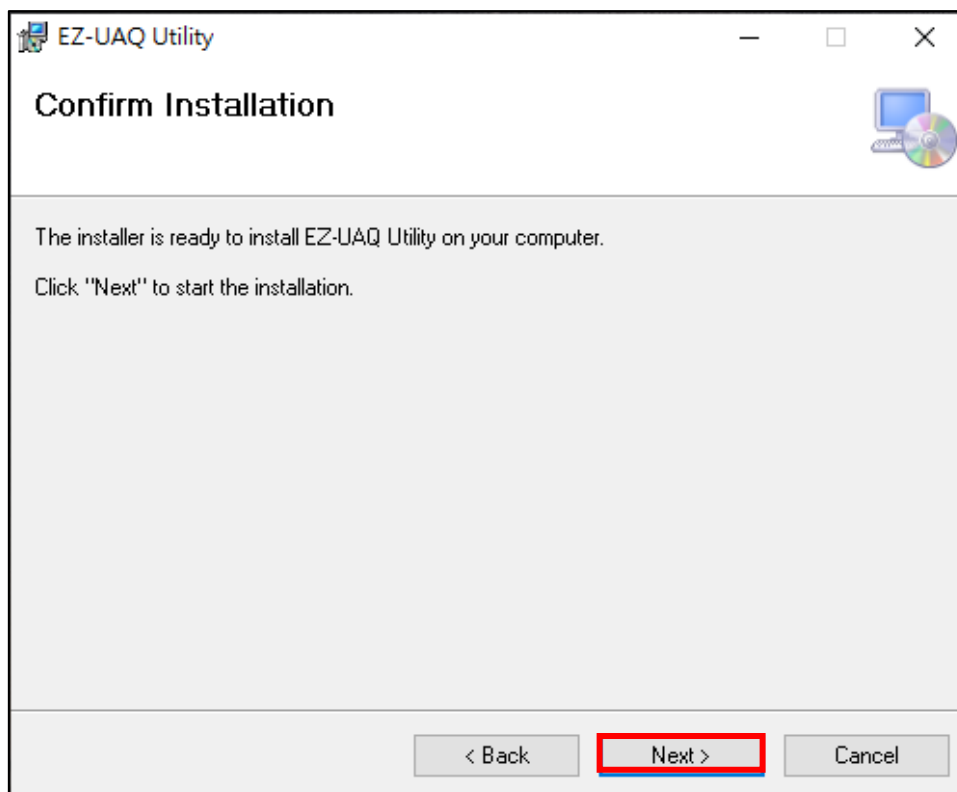 EZ-UAQ Utility
Confirm Installation
The installer is ready to install EZ-UAQ Utility on your computer.
Click "Next" to start the installation.
< Back
Next >
Cancel